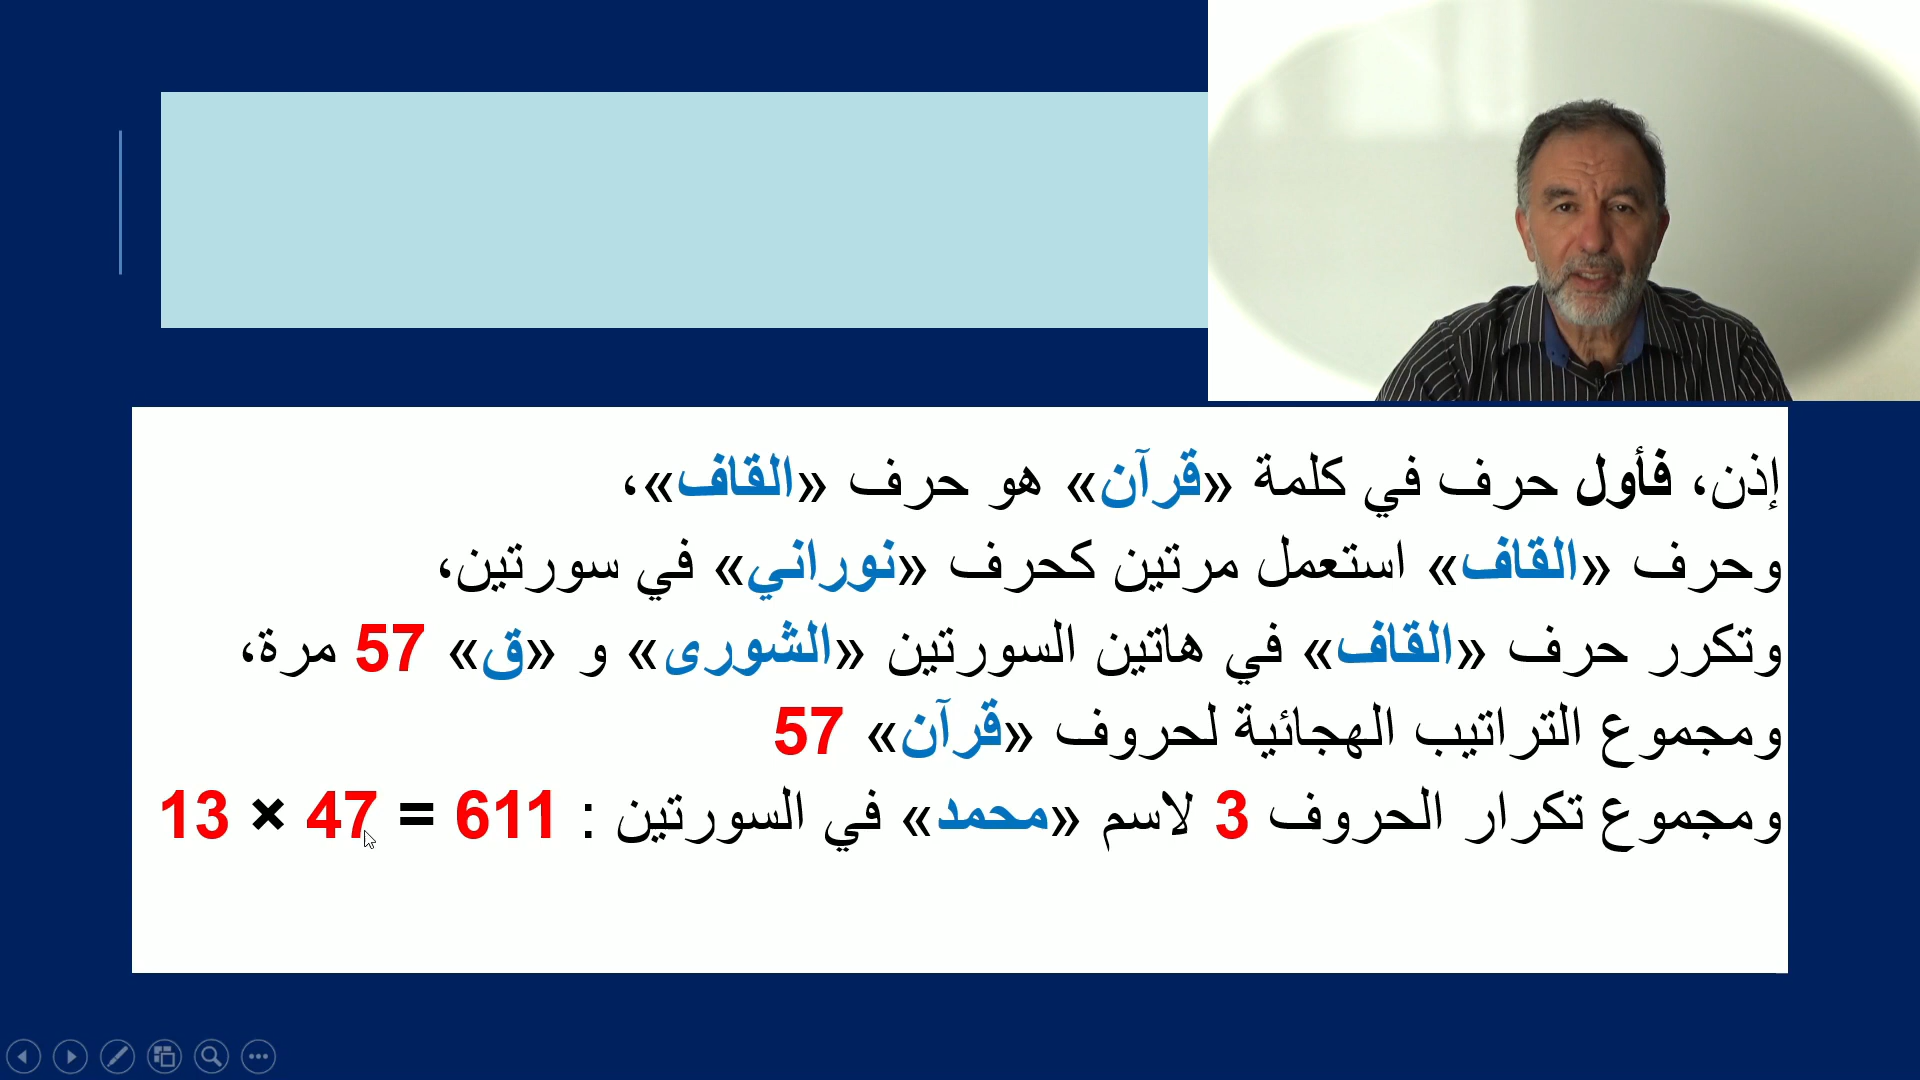 إذن، فأول حرف في كلمة «قرآن» هو حرف «القاف»،
وحرف «القاف» استعمل مرتين كحرف «نوراني» في سورتين،
وتكرر حرف «القاف» في هاتين السورتين «الشورى» و «ق» 57 مرة،
ومجموع التراتيب الهجائية لحروف «قرآن» 57
ومجموع تكرار الحروف 3 لاسم «محمد» في السورتين : 611 = 47 × 13